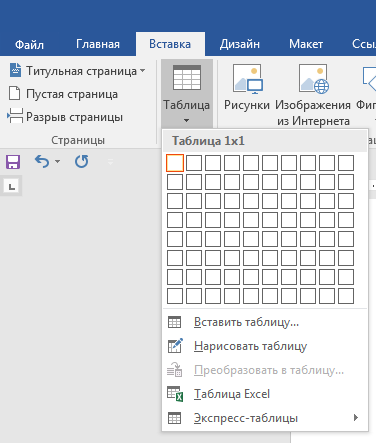 Файл Главная Вставка Дизайн Макет Ссы
Титульная страница
Пустая страница
Разрыв страницы
Страницы
Таблица
Рисунки
Изображения
из Интернета
Фиг
Таблица 1x1
Вставить таблицу...
Нарисовать таблицу
Преобразовать в таблицу...
Таблица Excel
Экспресс-таблицы